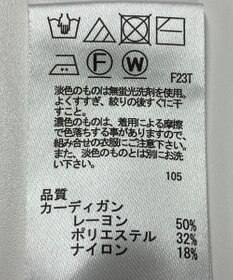 F W
F23T
淡色のものは無蛍光洗剤を使用。
よくすすぎ、絞りの後すぐに干
すこと。
濃色のものは、着用による摩擦
で色落ちする事がありますので、
組み合せの衣服にご注意下さい。
また、淡色のものとは別にお洗
い下さい。
105
品質
カーディガン
レーヨン 50%
ポリエステル 32%
ナイロン 18%